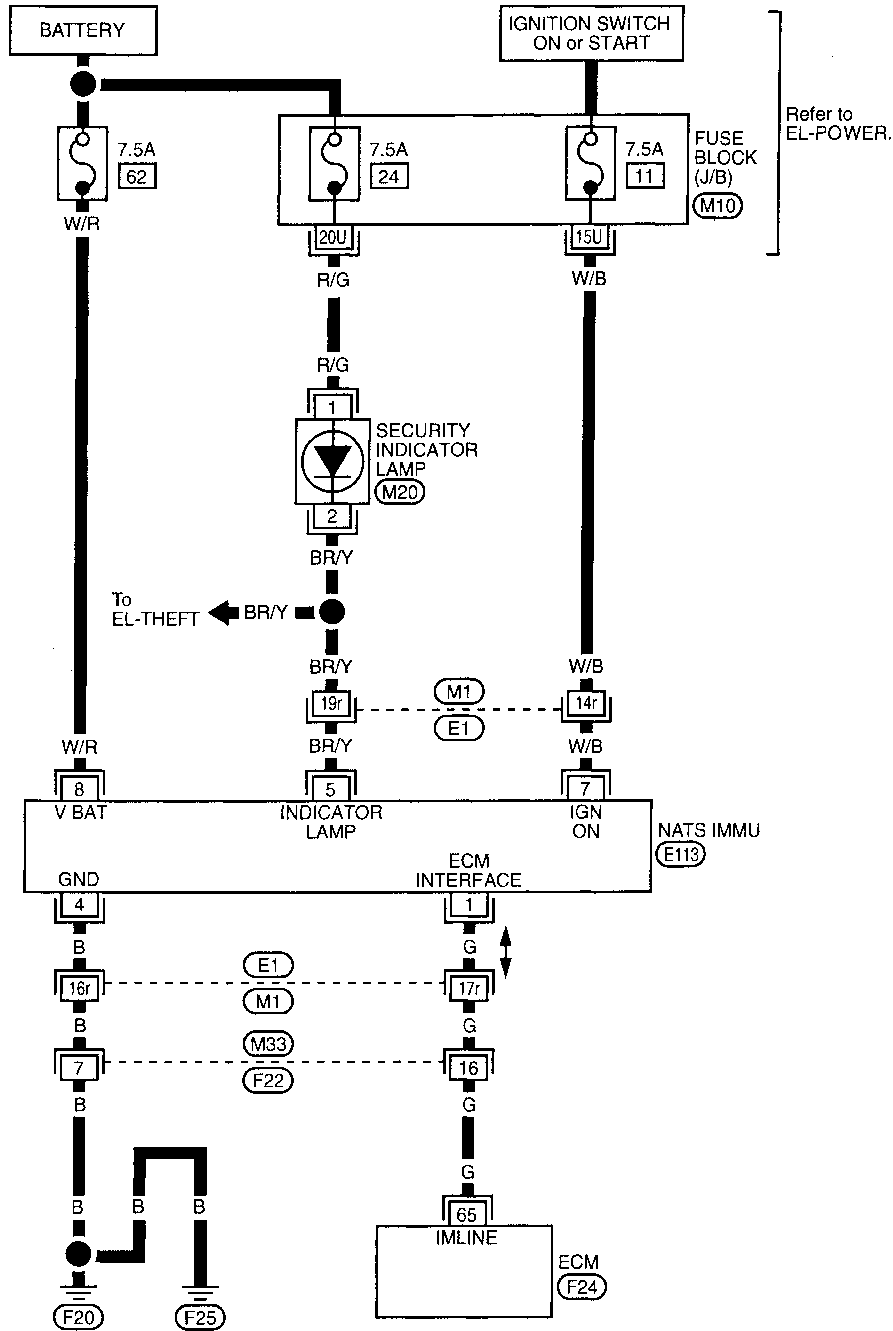 BATTERY
IGNITION SWITCH
ON or START
Refer to
EL-POWER.
7.5A
62
7.5A
24
7.5A
11
FUSE
BLOCK
(J/B)
M10
W/R
20U
15U
R/G
W/B
R/G
1
SECURITY
INDICATOR
LAMP
M20
2
BR/Y
To
EL-THEFT
BR/Y
BR/Y
W/B
19r
M1
14r
E1
W/R
BR/Y
W/B
8
5
7
V BAT
INDICATOR
LAMP
IGN
ON
NATS IMMU
E113
GND
ECM
INTERFACE
4
1
B
G
E1
16r
17r
M1
B
G
M33
7
16
F22
B
G
G
B
B
B
65
IMLINE
ECM
F24
F20
F25